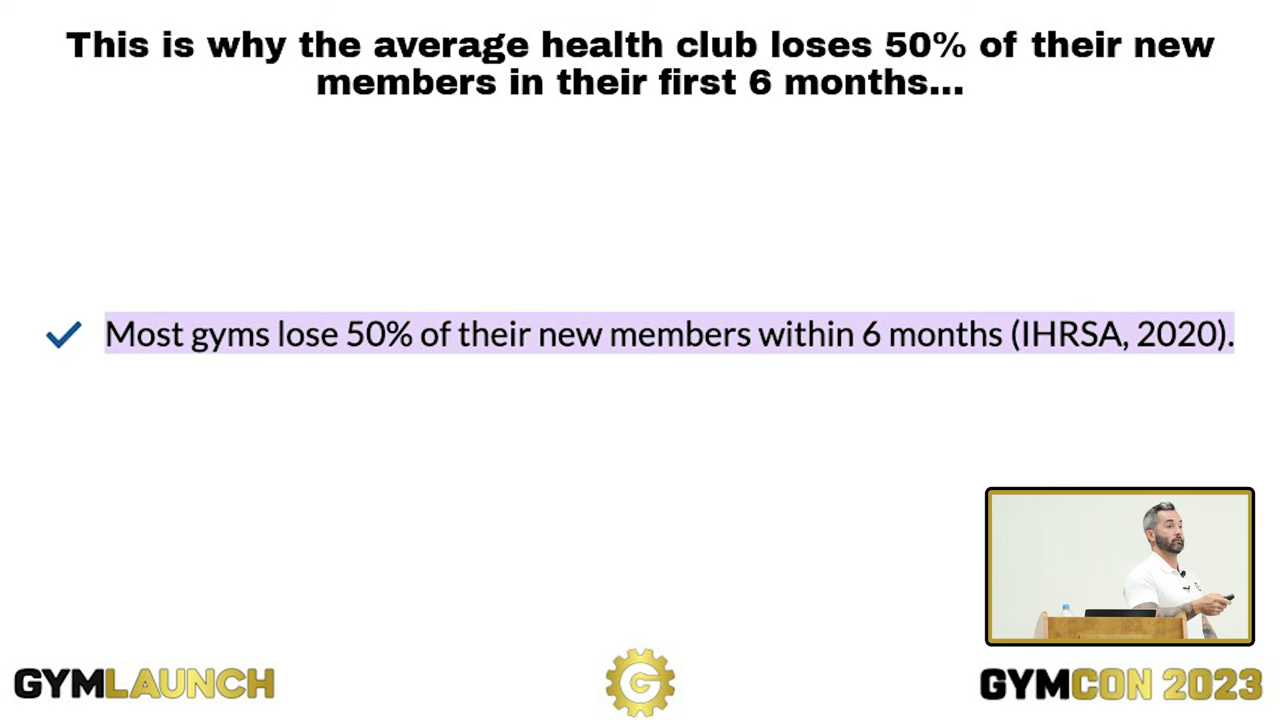 This is why the average health club loses 50% of their new
members in their first 6 months...
Most gyms lose 50% of their new members within 6 months (IHRSA, 2020).
GYMLAUNCH
G
GYMCON 2023